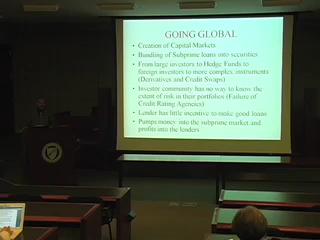 GOING GLOBAL
• Creation of Capital Markets
• Bundling of Subprime loans into securities
• From large investors to Hedge Funds to
foreign investors to more complex instruments
(Derivatives and Credit Swaps)
• Investor community has no way to know the
extent of risk in their portfolios (Failure of
Credit Rating Agencies)
• Lender has little incentive to make good loans
• Pumps money into the subprime market and
profits into the lenders